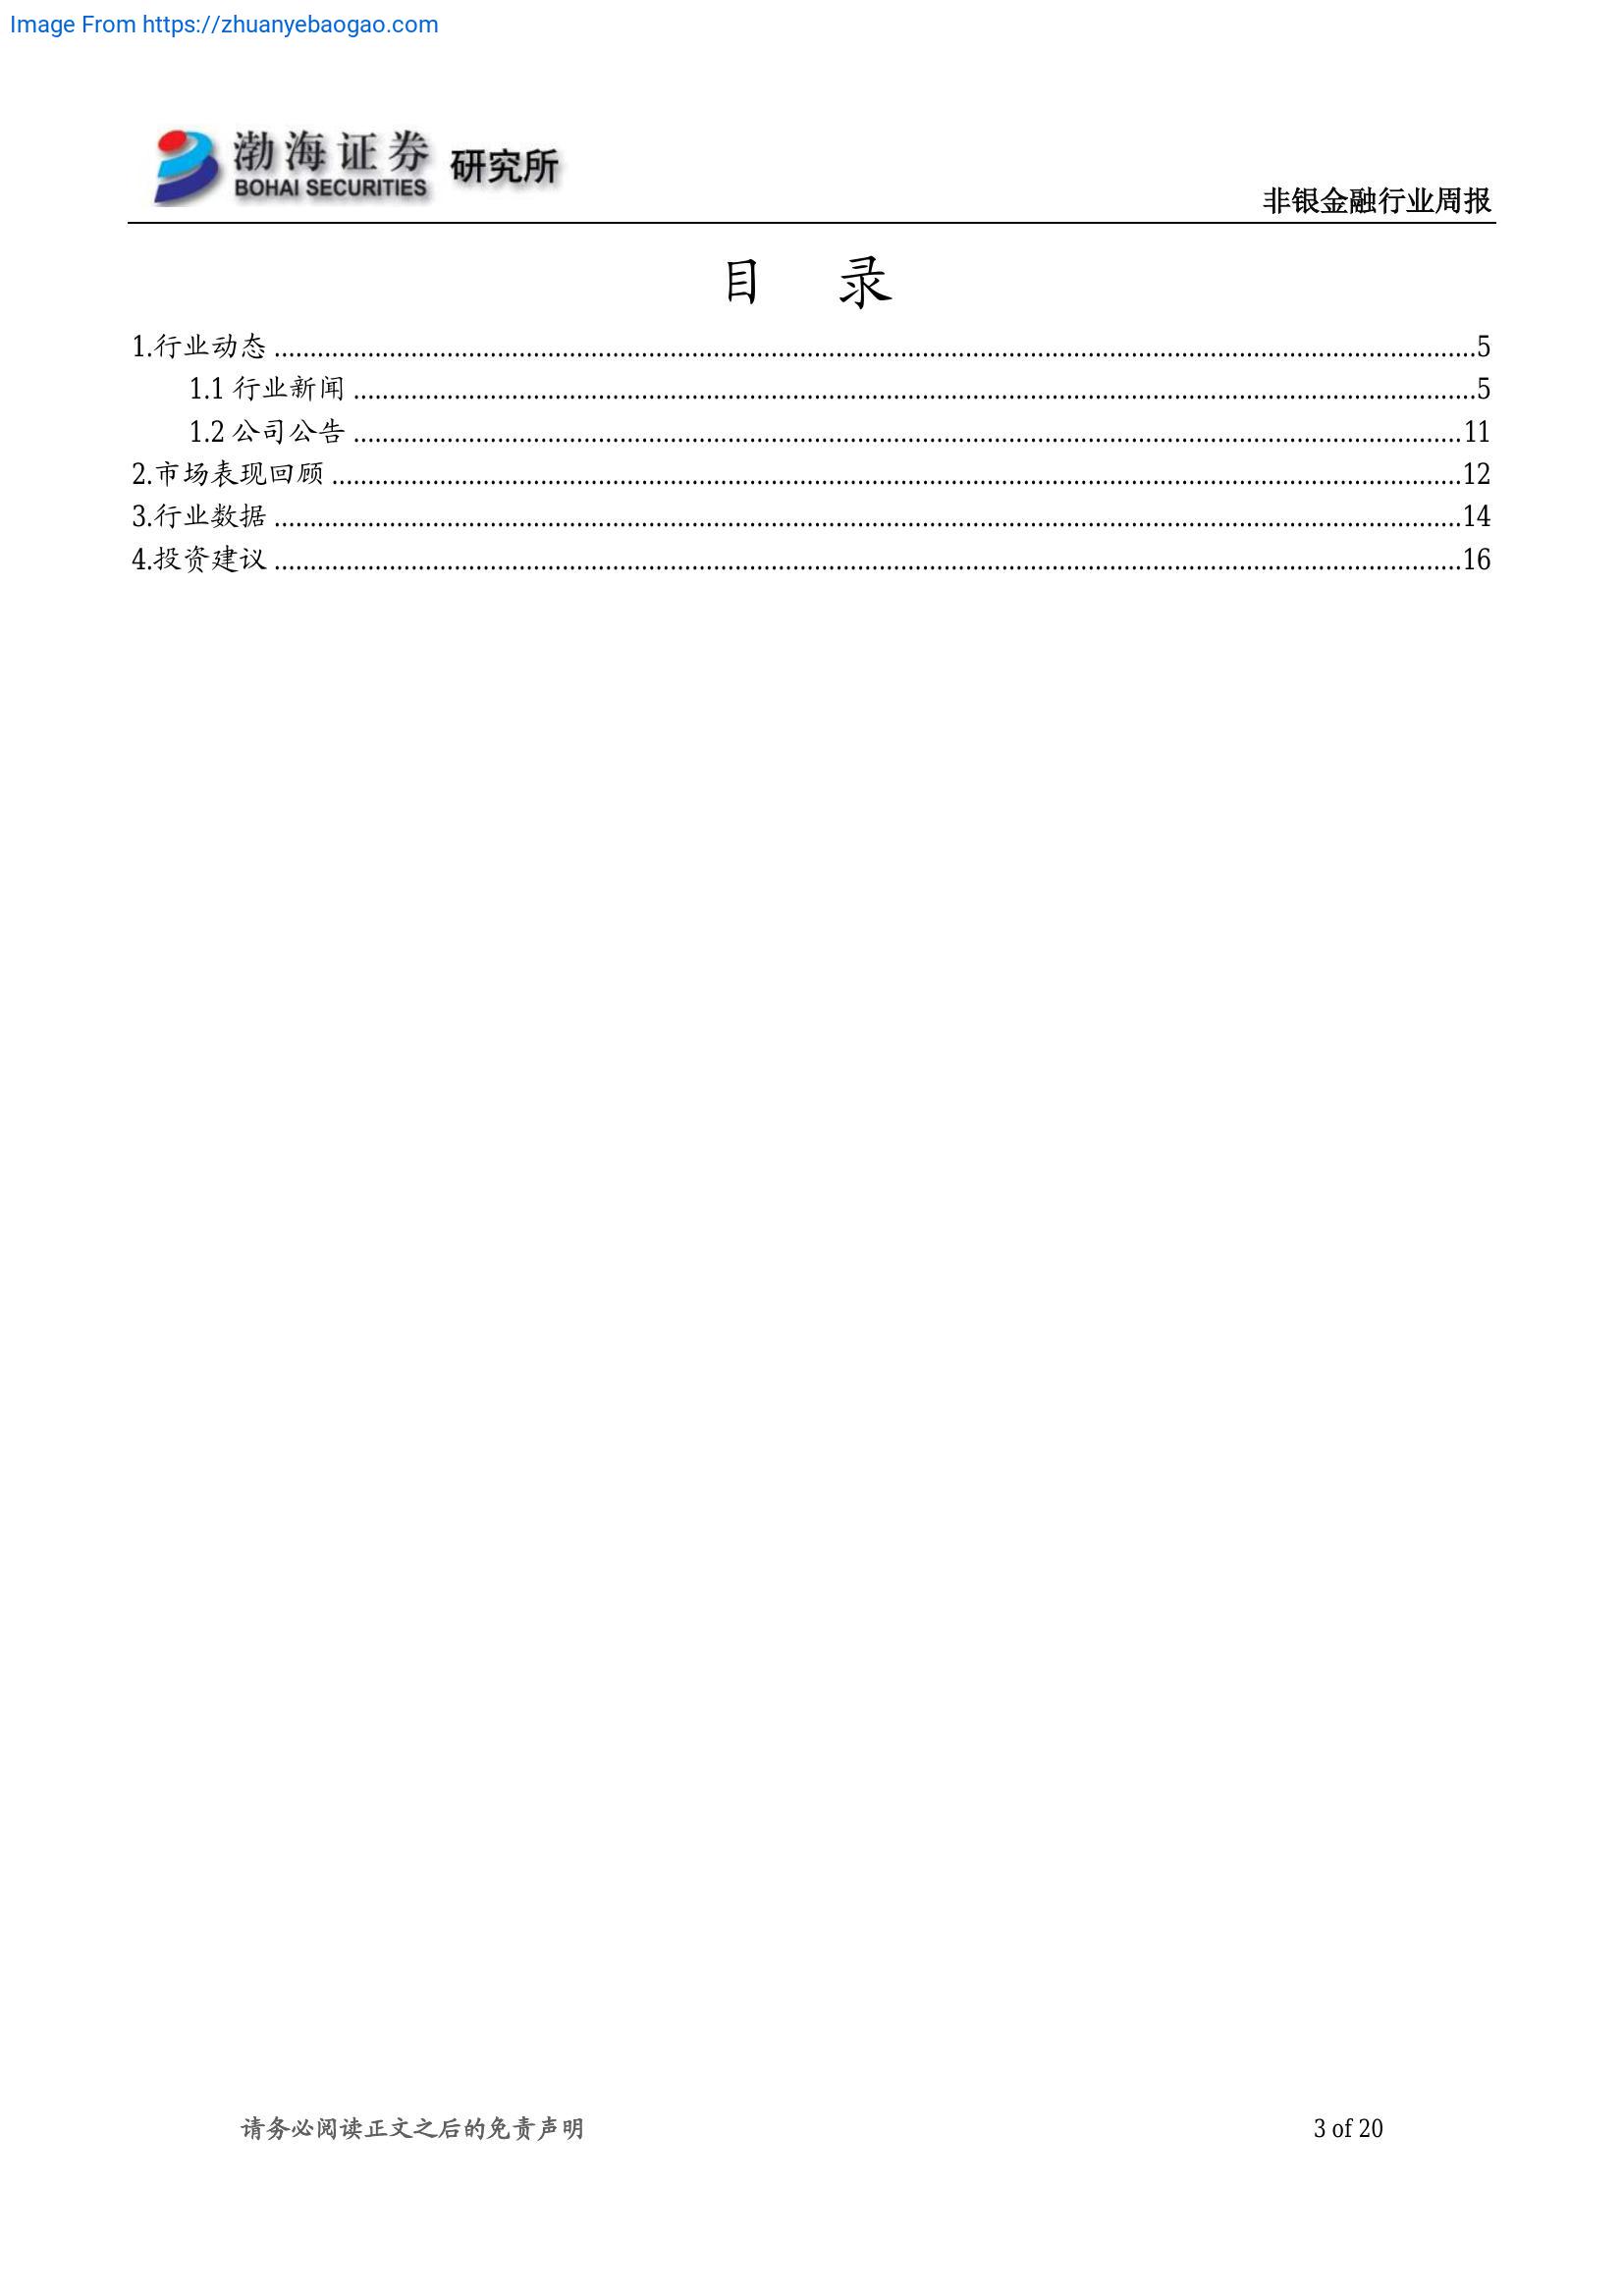 Image From https://zhuanyebaogao.com
渤海证券 研究所
BOHAI SECURITIES
非银金融行业周报
目 录
1.行业动态 ........................................................................................................................5
1.1 行业新闻 ................................................................................................................5
1.2 公司公告 ..............................................................................................................11
2.市场表现回顾 ................................................................................................................12
3.行业数据 ......................................................................................................................14
4.投资建议 ......................................................................................................................16
请务必阅读正文之后的免责声明
3 of 20